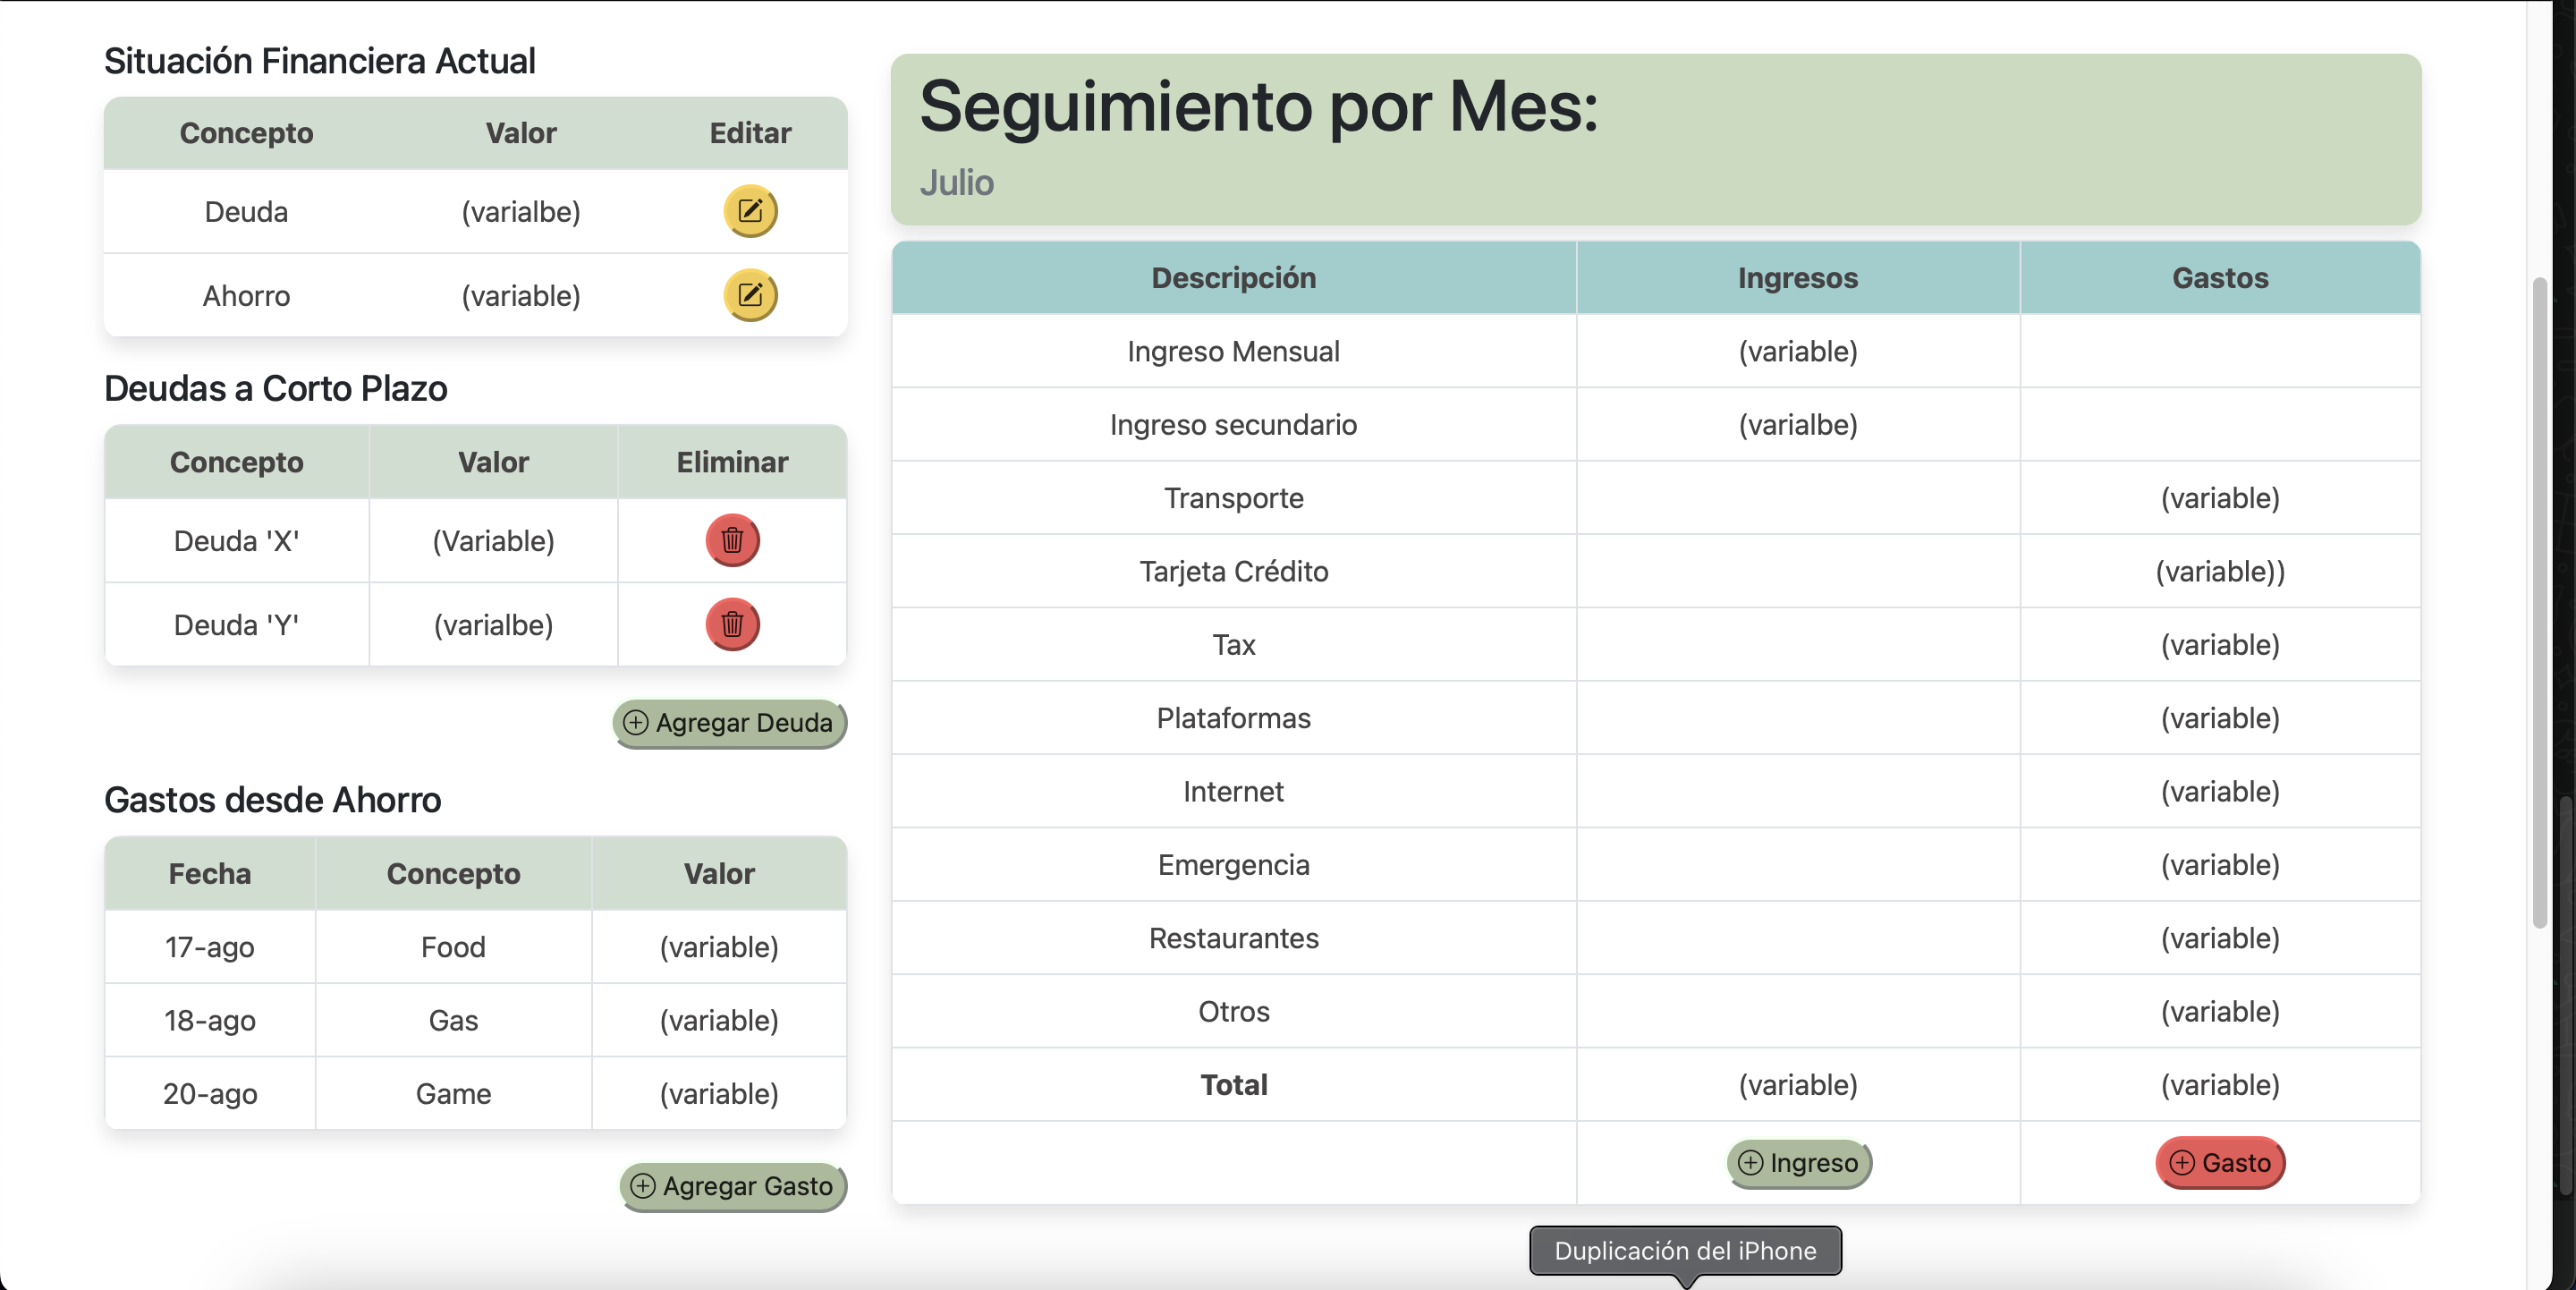 Situación Financiera Actual
Concepto Valor Editar
Deuda (varialbe)
Ahorro (variable)
Deudas a Corto Plazo
Concepto Valor Eliminar
Deuda 'X' (Variable)
Deuda 'Y' (varialbe)
Agregar Deuda
Gastos desde Ahorro
Fecha Concepto Valor
17-ago Food (variable)
18-ago Gas (variable)
20-ago Game (variable)
Agregar Gasto
Seguimiento por Mes:
Julio
Descripción Ingresos Gastos
Ingreso Mensual (variable)
Ingreso secundario (varialbe)
Transporte (variable)
Tarjeta Crédito (variable))
Tax (variable)
Plataformas (variable)
Internet (variable)
Emergencia (variable)
Restaurantes (variable)
Otros (variable)
Total (variable) (variable)
Ingreso Gasto
Duplicación del iPhone